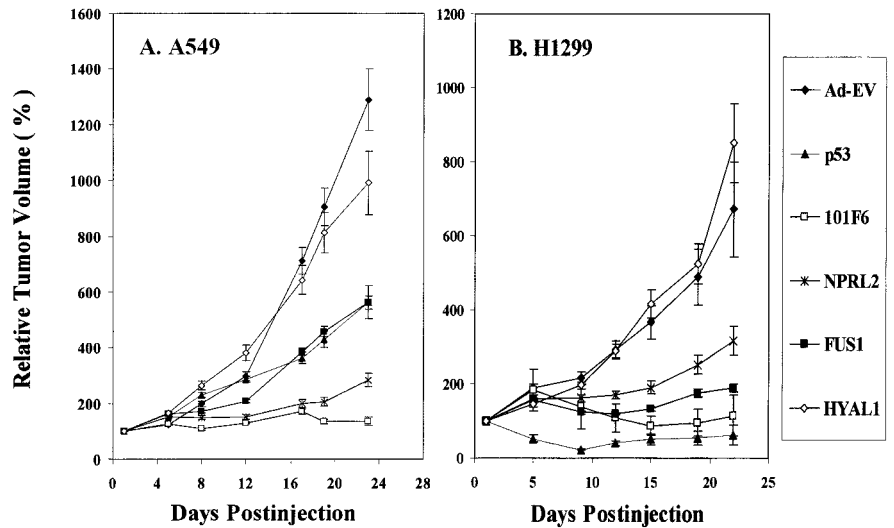 A. A549
Relative Tumor Volume ( % )
1600
1400
1200
1000
800
600
400
200
0
0 4 8 12 16 20 24 28
Days Postinjection
B. H1299
1200
1000
800
600
400
200
0
0 5 10 15 20 25
Days Postinjection
Ad-EV
p53
101F6
NPRL2
FUS1
HYAL1